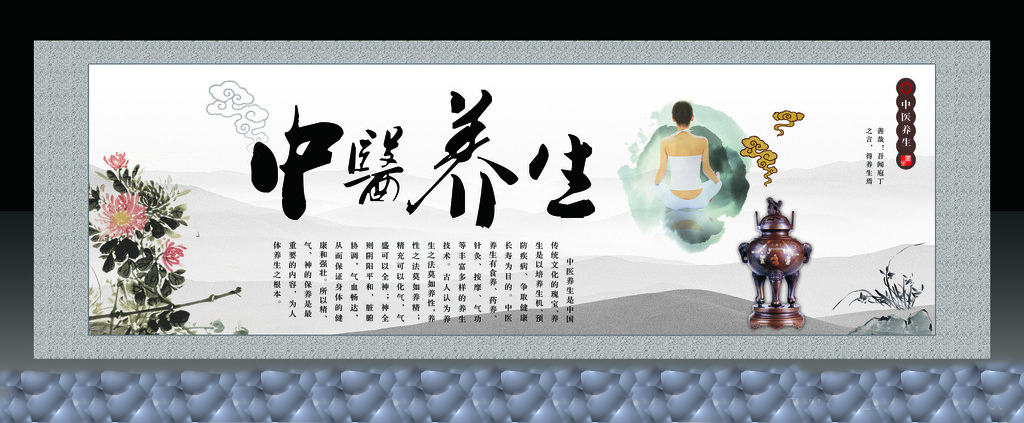 中醫养生
中医养生
善哉！吾闻庖丁
之言，得养生焉
中医养生是中国
传统文化的瑰宝，养
生是以培养生机、预
防疾病、争取健康
长寿为目的。中医
养生有食养、药养、
针灸、按摩、气功
等丰富多样的养生
技术。古人认为养
生之法莫如养性，养
性之法莫如养精；
精充可以化气，气
盛可以全神；神全
则阴阳平和，脏腑
协调，气血畅达，
从而保证身体的健
康和强壮。所以精、
气、神的保养是最
重要的内容，为人
体养生之根本。